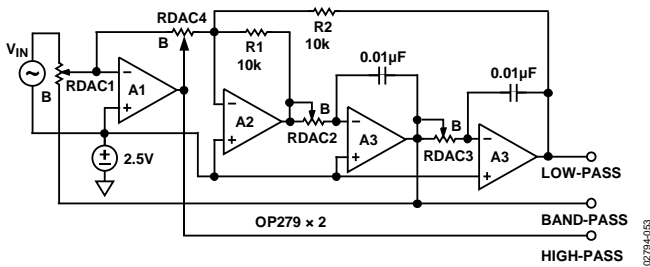 RDAC4
B
R2
10k
R1
10k
0.01µF
0.01µF
VIN
B
RDAC1
A1
A2
B
RDAC2
A3
B
RDAC3
A3
2.5V
LOW-PASS
BAND-PASS
OP279 × 2
HIGH-PASS
02794-053